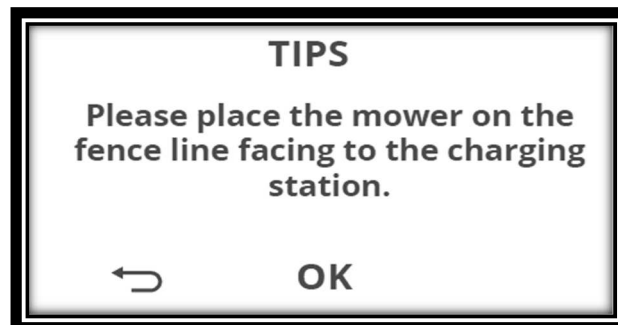 TIPS
Please place the mower on the
fence line facing to the charging
station.
OK